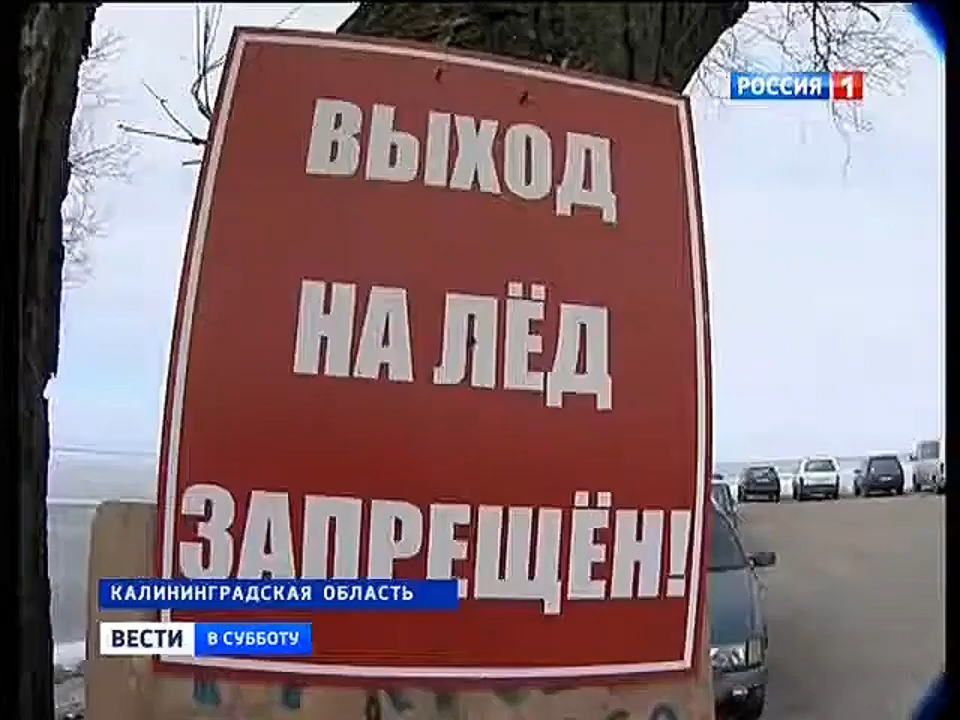 РОССИЯ 1
ВЫХОД
НА ЛЁД
ЗАПРЕЩЁН!
КАЛИНИНГРАДСКАЯ ОБЛАСТЬ
ВЕСТИ В СУББОТУ